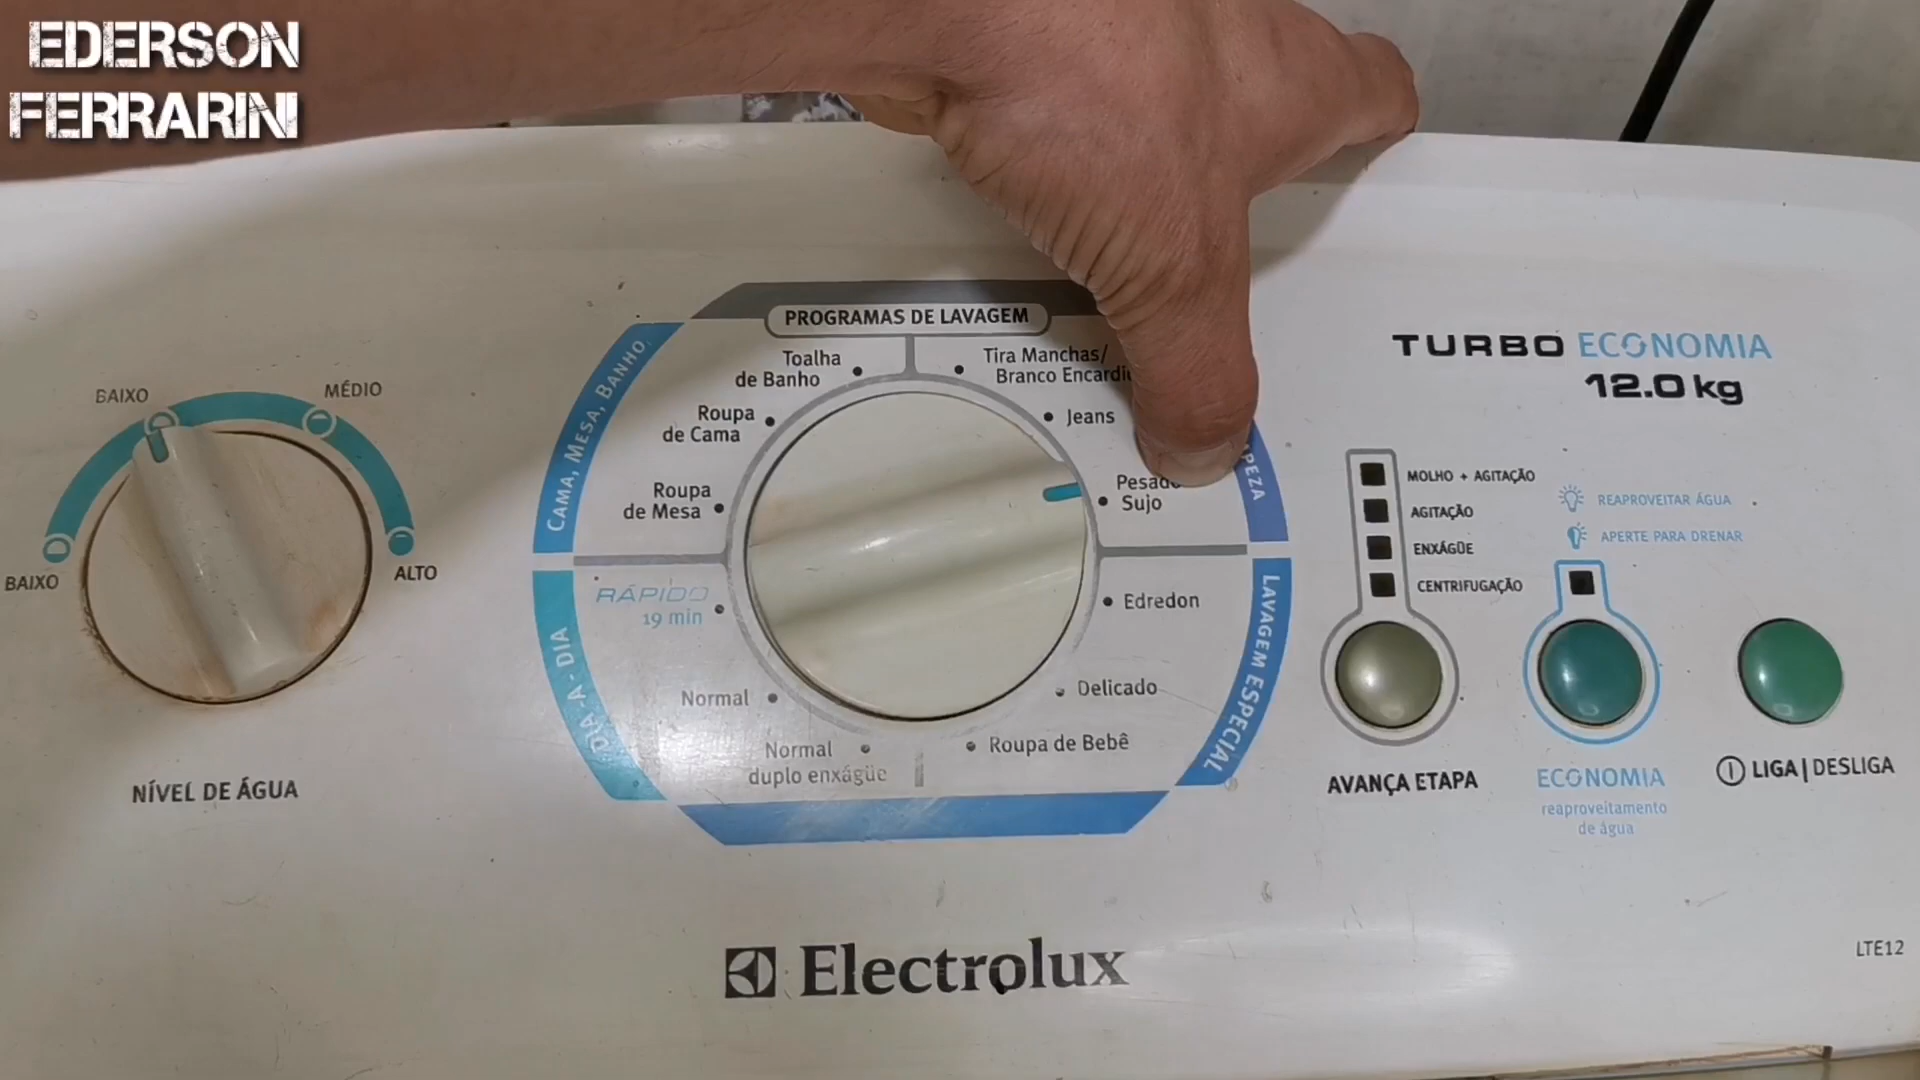 EDERSON
FERRARINI
PROGRAMAS DE LAVAGEM
Toalha
de Banho
Tira Manchas/
Branco
Roupa
de Cama
Jeans
Roupa
de Mesa
Pesado
Sujo
CAMA, MESA, BANHO
RÁPIDO
19 min
Edredon
Normal
Delicado
Normal
duplo enxágüe
Roupa de Bebê
DIA-A-DIA
LAVAGEM ESPECIAL
BAIXO
MÉDIO
BAIXO
ALTO
NÍVEL DE ÁGUA
TURBO ECONOMIA
12.0 kg
MOLHO + AGITAÇÃO
AGITAÇÃO
ENXÁGÜE
CENTRIFUGAÇÃO
REAPROVEITAR ÁGUA
APERTE PARA DRENAR
AVANÇA ETAPA
ECONOMIA
reaproveitamento
de água
LIGA|DESLIGA
Electrolux
LTE12